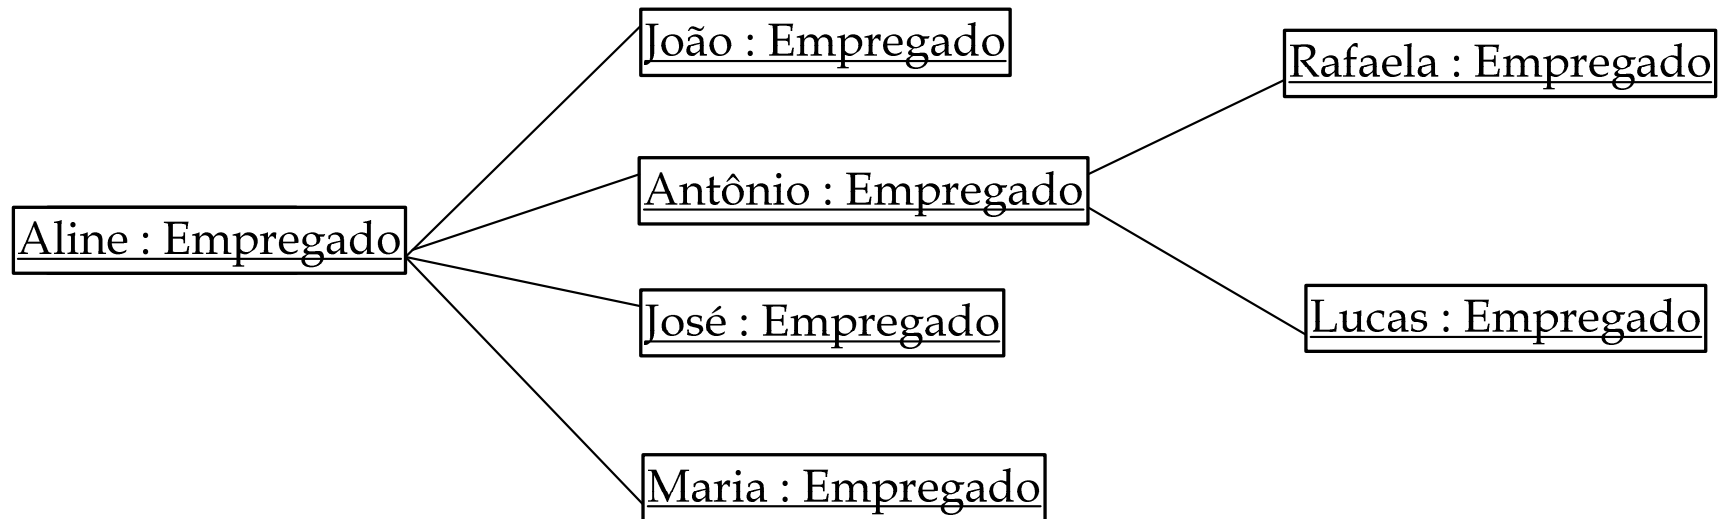 João : Empregado
Rafaela : Empregado
Antônio : Empregado
Aline : Empregado
José : Empregado
Lucas : Empregado
Maria : Empregado